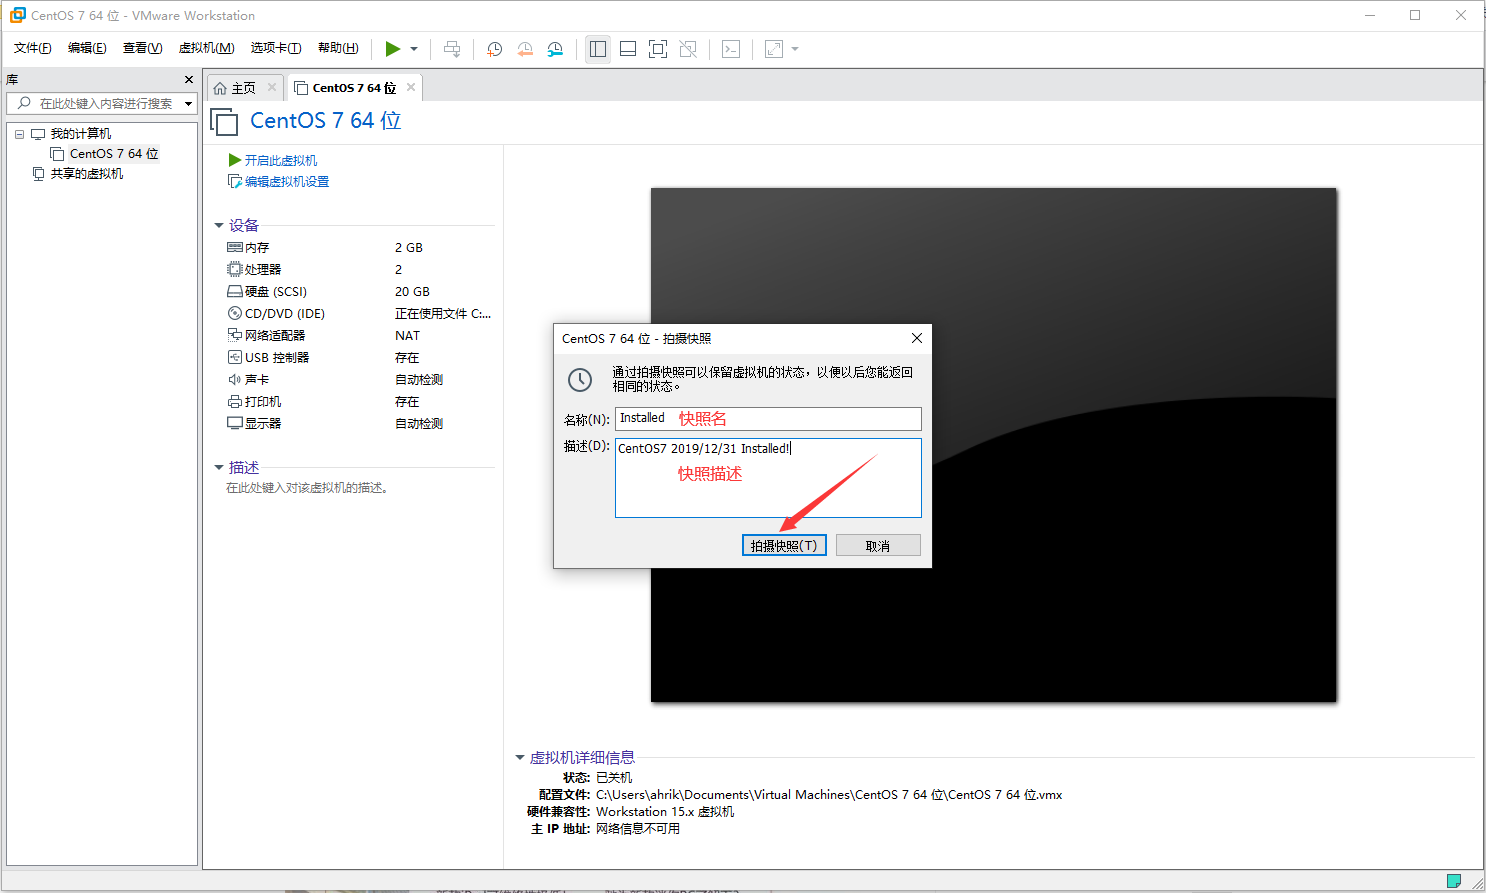 CentOS 7 64 位 - VMware Workstation
文件(F) 编辑(E) 查看(V) 虚拟机(M) 选项卡(T) 帮助(H)
库
在此处键入内容进行搜索
我的计算机
CentOS 7 64 位
共享的虚拟机
主页
CentOS 7 64 位
CentOS 7 64 位
开启此虚拟机
编辑虚拟机设置
设备
内存 2 GB
处理器 2
硬盘 (SCSI) 20 GB
CD/DVD (IDE) 正在使用文件 C:...
网络适配器 NAT
USB 控制器 存在
声卡 自动检测
打印机 存在
显示器 自动检测
描述
在此处键入对该虚拟机的描述。
CentOS 7 64 位 - 拍摄快照
通过拍摄快照可以保留虚拟机的状态，以便以后您能返回
相同的状态。
名称(N): Installed 快照名
描述(D): CentOS7 2019/12/31 Installed!
快照描述
拍摄快照(T) 取消
虚拟机详细信息
状态: 已关机
配置文件: C:\Users\ahrik\Documents\Virtual Machines\CentOS 7 64 位\CentOS 7 64 位.vmx
硬件兼容性: Workstation 15.x 虚拟机
主 IP 地址: 网络信息不可用